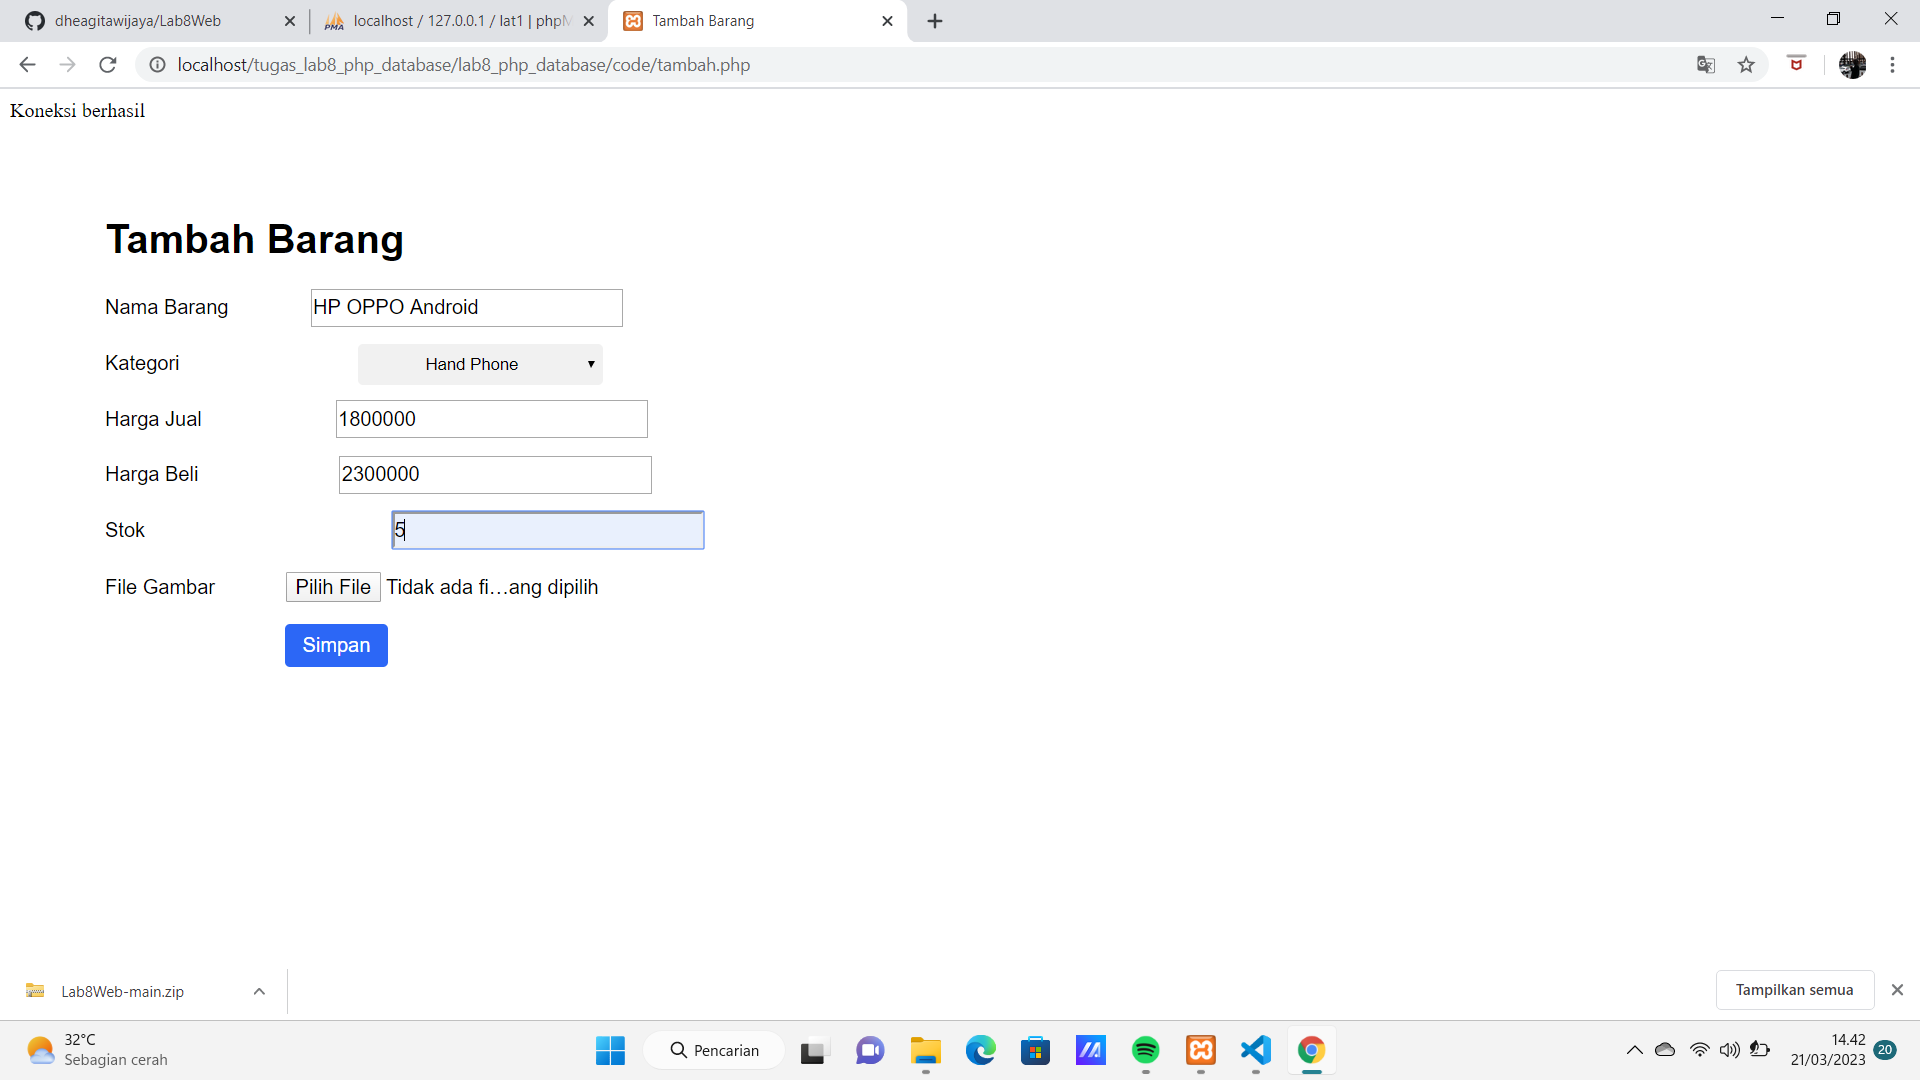 dheagitawijaya/Lab8Web
localhost / 127.0.0.1 / lat1 | phpM
Tambah Barang
localhost/tugas_lab8_php_database/lab8_php_database/code/tambah.php
Koneksi berhasil
Tambah Barang
Nama Barang HP OPPO Android
Kategori Hand Phone
Harga Jual 1800000
Harga Beli 2300000
Stok 5
File Gambar Pilih File Tidak ada fi…ang dipilih
Simpan
Lab8Web-main.zip
Tampilkan semua
32°C
Sebagian cerah
Pencarian
14.42
21/03/2023
20